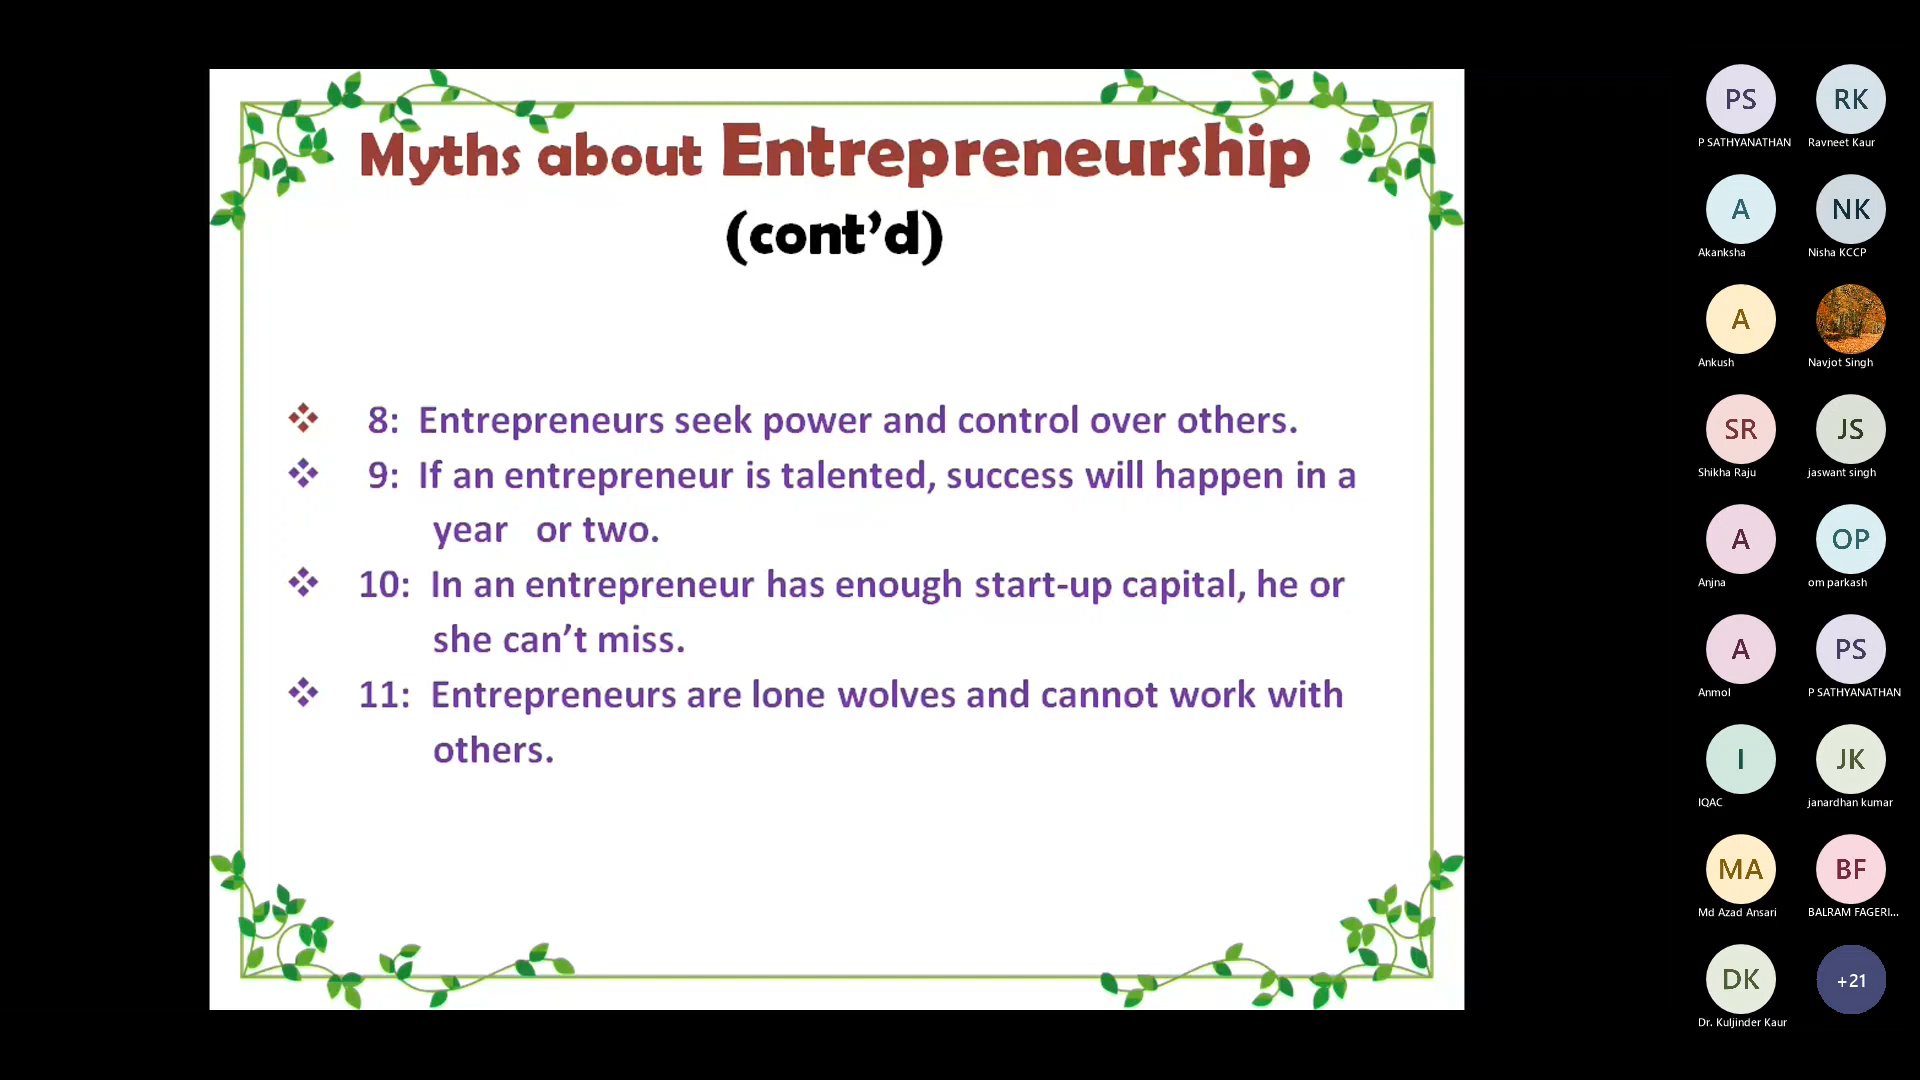 Myths about Entrepreneurship
(cont’d)
❖ 8: Entrepreneurs seek power and control over others.
❖ 9: If an entrepreneur is talented, success will happen in a
year or two.
❖ 10: In an entrepreneur has enough start-up capital, he or
she can’t miss.
❖ 11: Entrepreneurs are lone wolves and cannot work with
others.
PS RK
P SATHYANATHAN Ravneet Kaur
A NK
Akanksha Nisha KCCP
A
Ankush Navjot Singh
SR JS
Shikha Raju jaswant singh
A OP
Anjna om parkash
A PS
Anmol P SATHYANATHAN
I JK
IQAC janardhan kumar
MA BF
Md Azad Ansari BALRAM FAGERI...
DK +21
Dr. Kuljinder Kaur